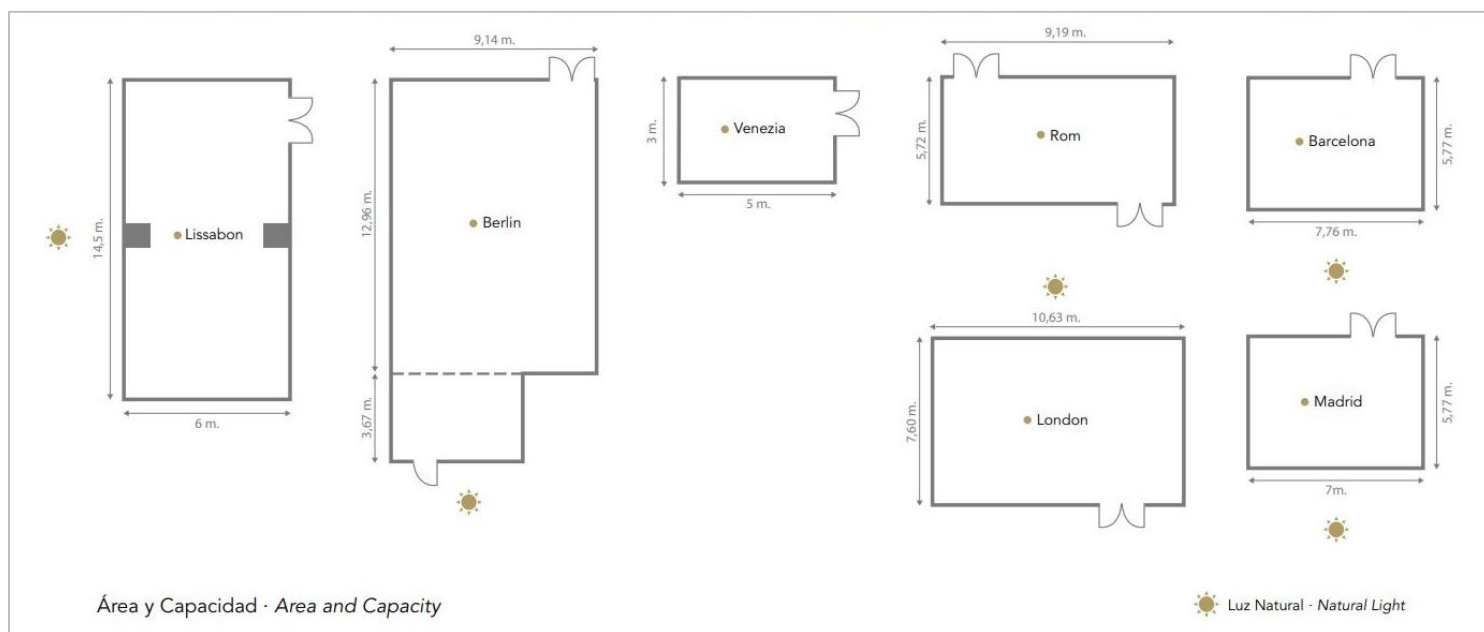 9,14 m.
9,19 m.
14,5 m.
Lissabon
6 m.
12,96 m.
Berlin
3,67 m.
3 m.
Venezia
5 m.
5,72 m.
Rom
Barcelona
5,77 m.
7,76 m.
10,63 m.
7,60 m.
London
Madrid
5,77 m.
7m.
Área y Capacidad · Area and Capacity
Luz Natural · Natural Light